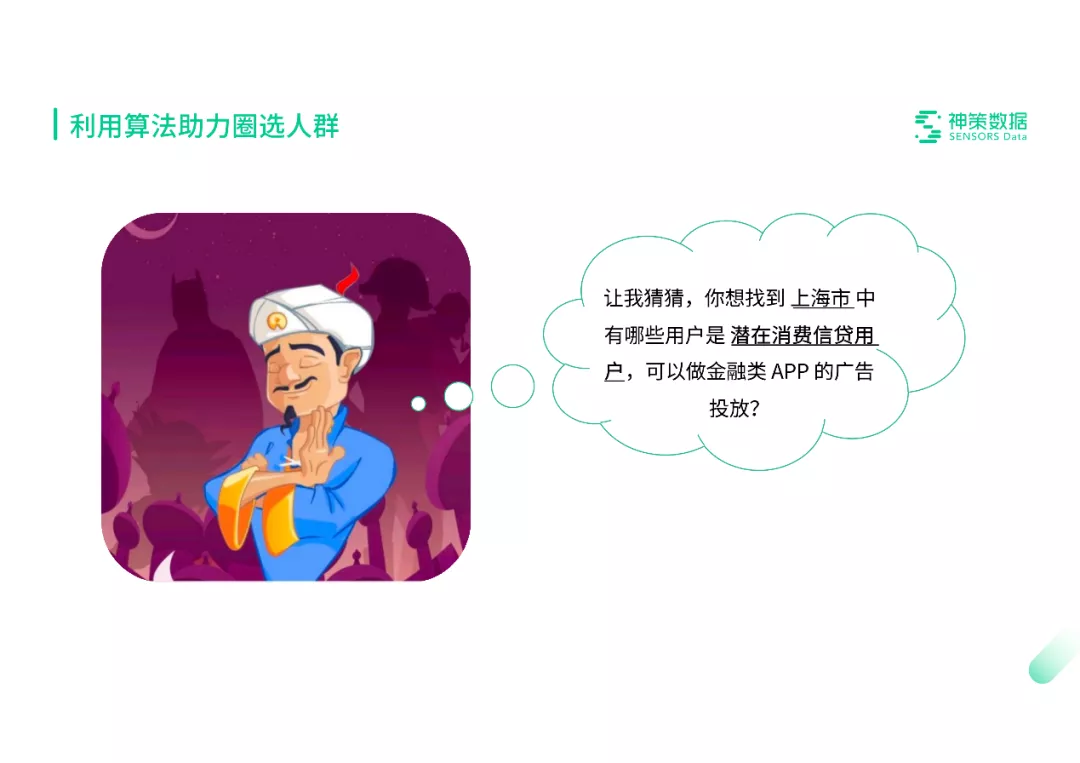 利用算法助力圈选人群
神策数据
SENSORS Data
让我猜猜，你想找到 上海市 中
有哪些用户是 潜在消费信贷用
户，可以做金融类 APP 的广告
投放？